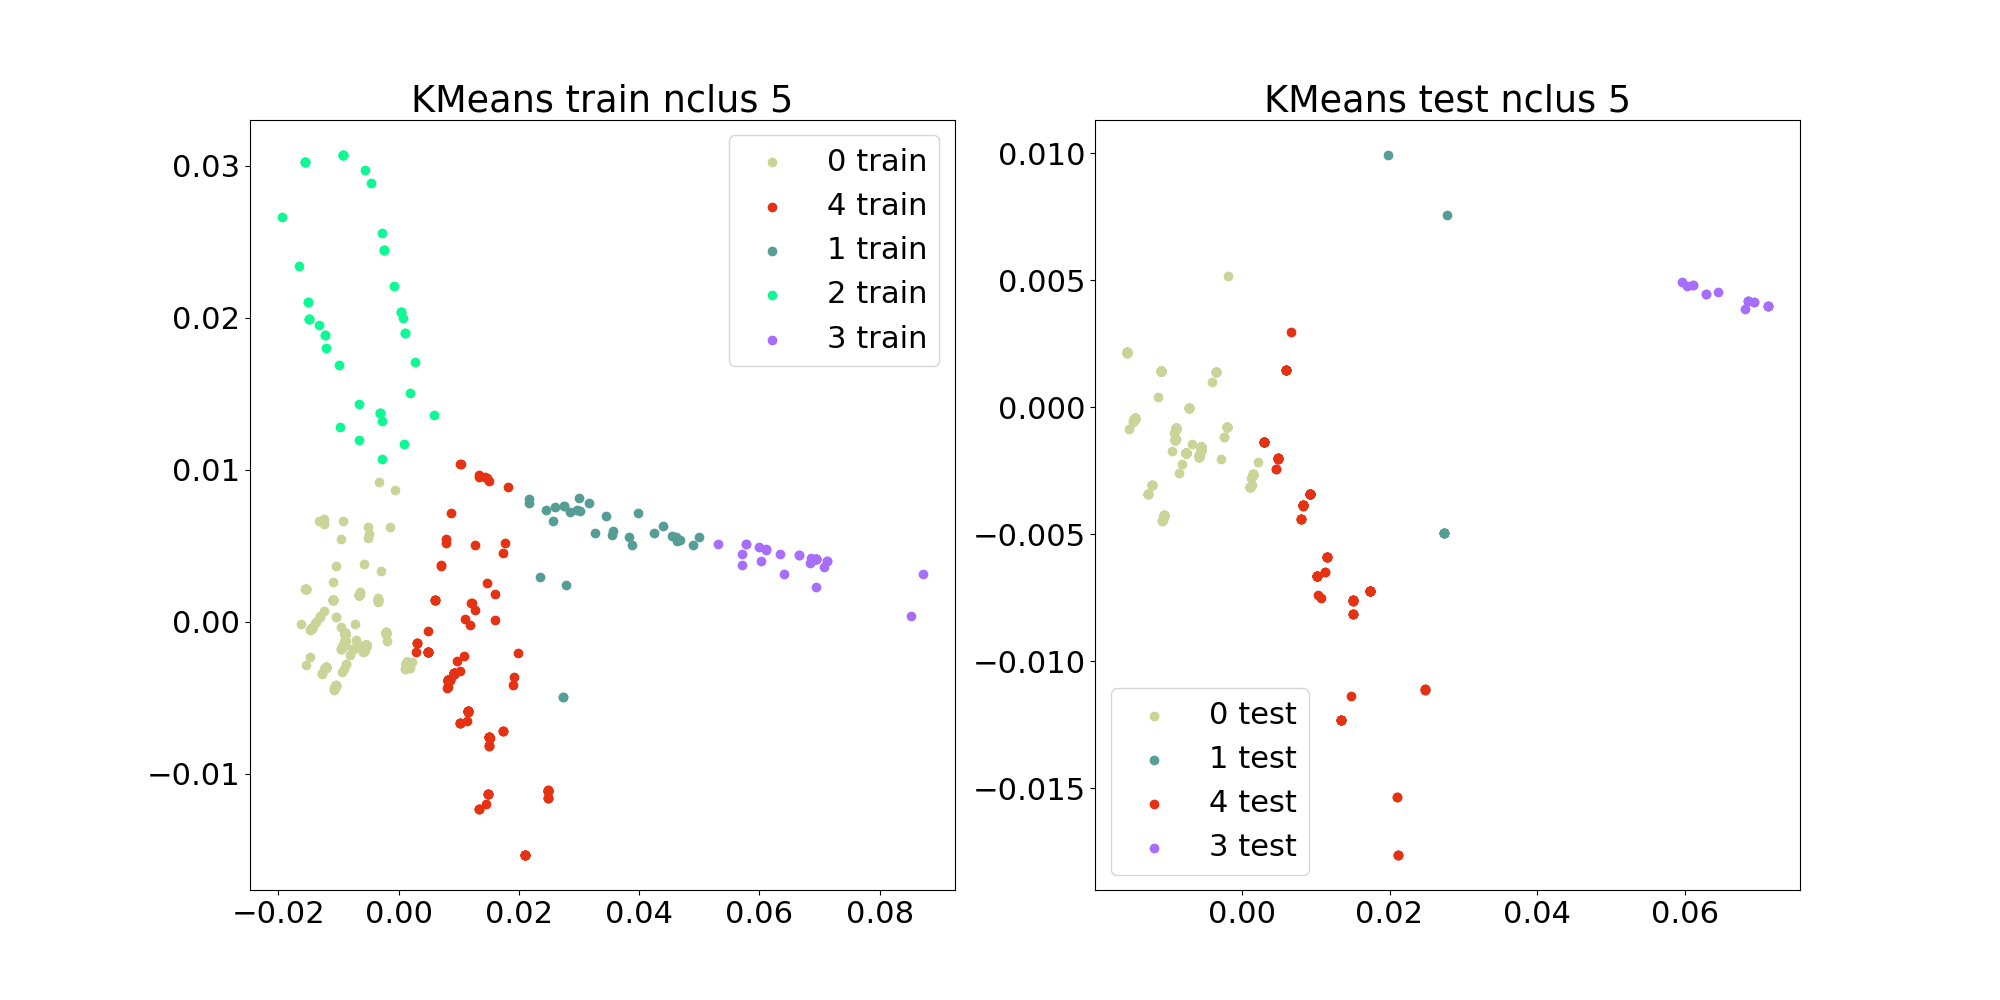 KMeans train nclus 5
0.03
0.02
0.01
0.00
−0.01
−0.02
0.00
0.02
0.04
0.06
0.08
0 train
4 train
1 train
2 train
3 train
KMeans test nclus 5
0.010
0.005
0.000
−0.005
−0.010
−0.015
0.00
0.02
0.04
0.06
0 test
1 test
4 test
3 test